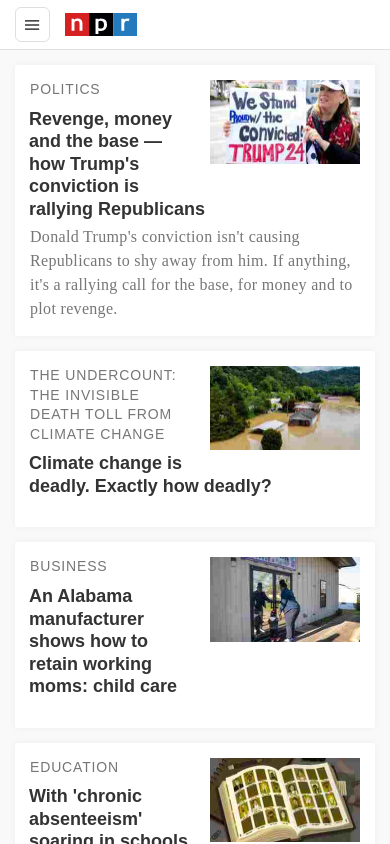 npr
POLITICS
Revenge, money
and the base —
how Trump's
conviction is
rallying Republicans
We Stand
Proud w/ the
Convicted!
TRUMP 24
Donald Trump's conviction isn't causing
Republicans to shy away from him. If anything,
it's a rallying call for the base, for money and to
plot revenge.
THE UNDERCOUNT:
THE INVISIBLE
DEATH TOLL FROM
CLIMATE CHANGE
Climate change is
deadly. Exactly how deadly?
BUSINESS
An Alabama
manufacturer
shows how to
retain working
moms: child care
EDUCATION
With 'chronic
absenteeism'
soaring in schools